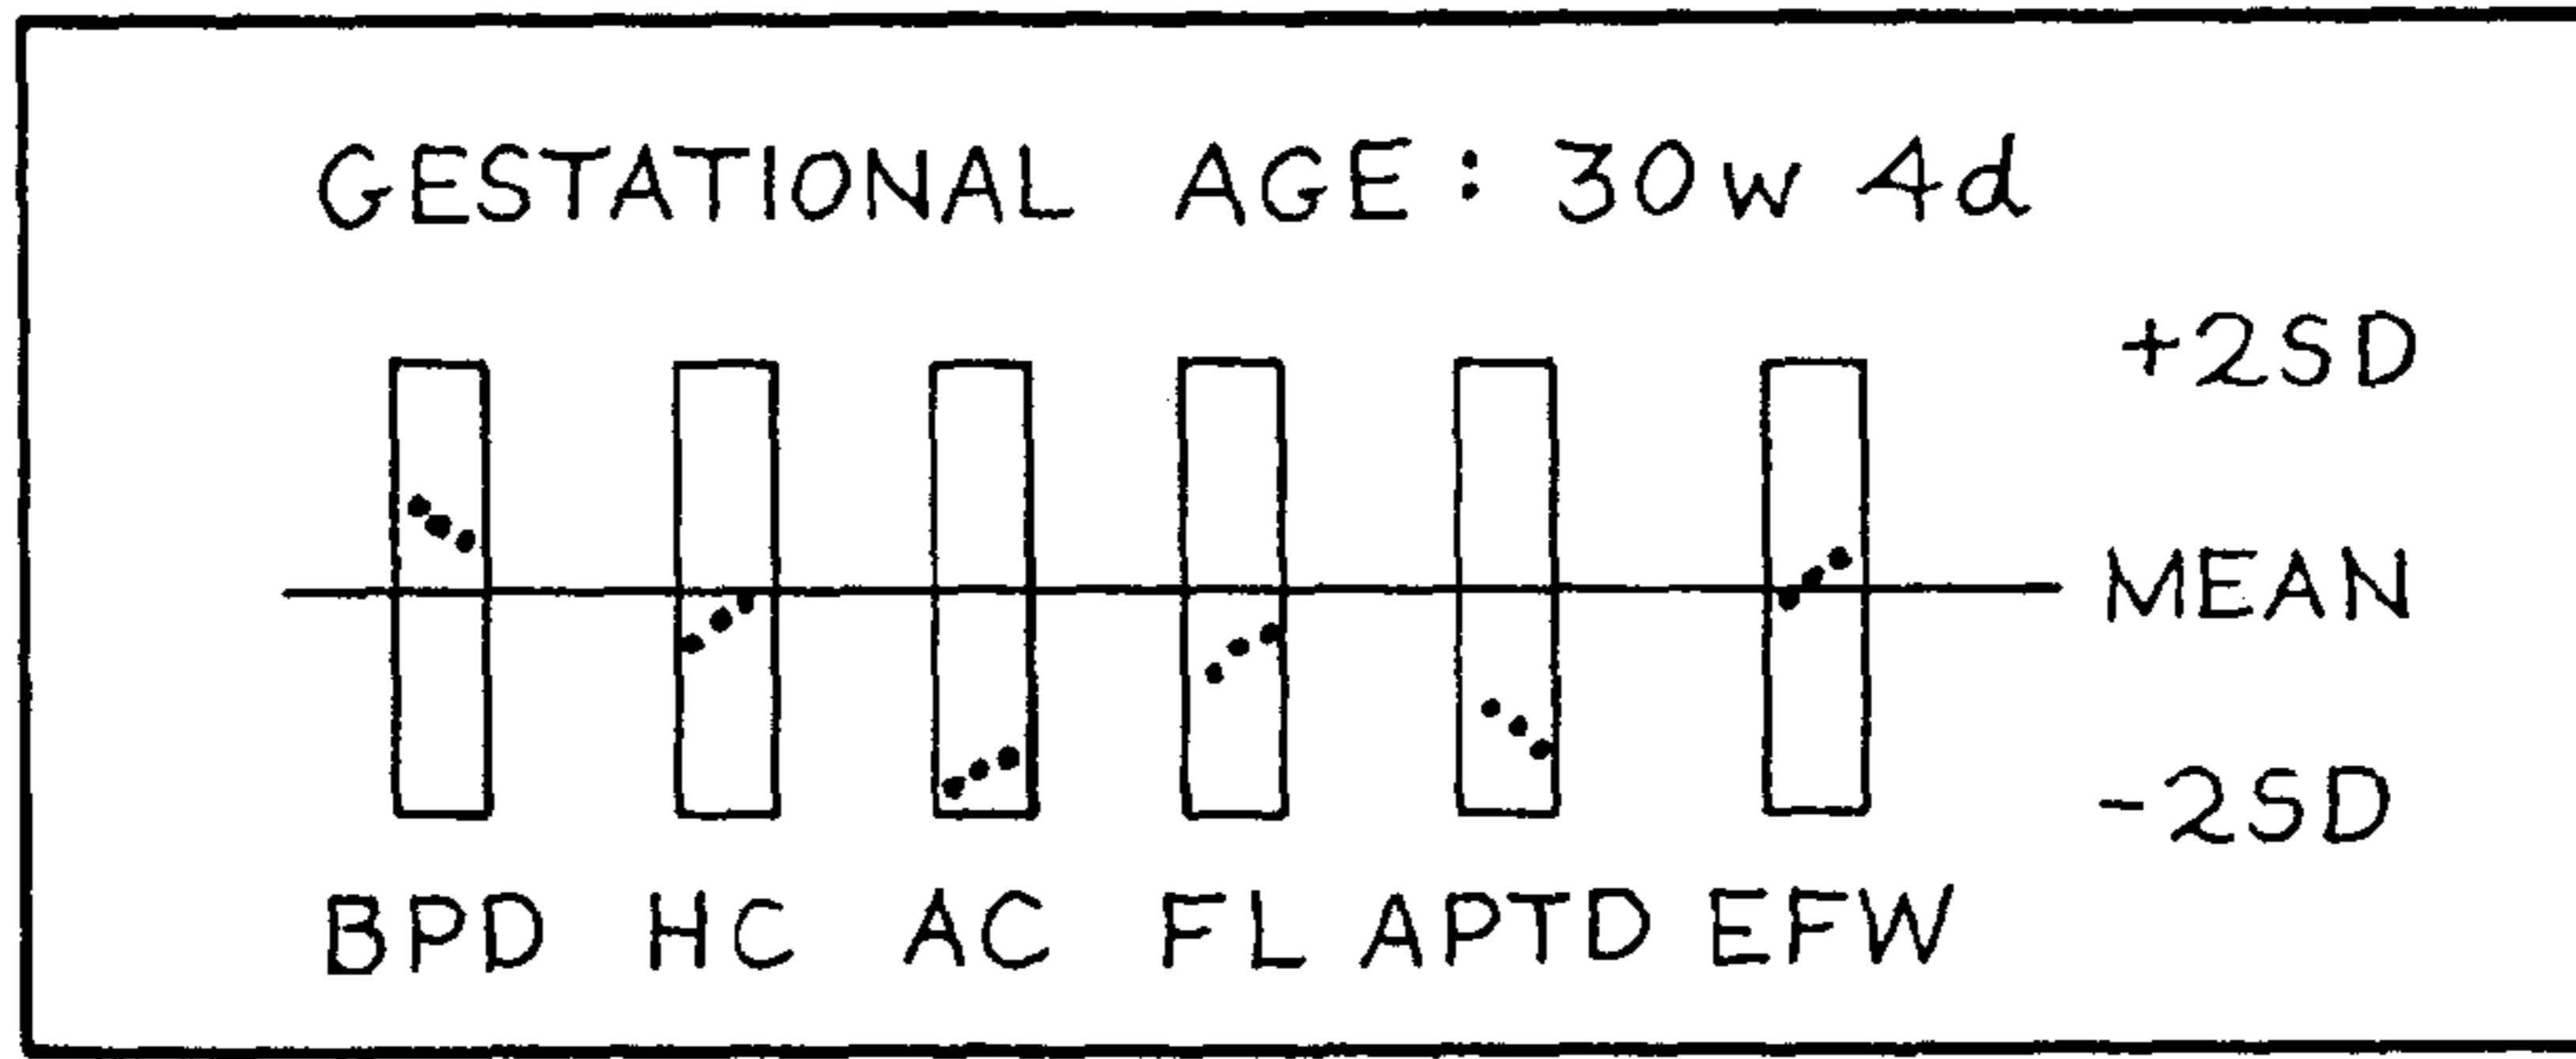 GESTATIONAL AGE: 30w 4d
+2SD
MEAN
-2SD
BPD HC AC FL APTD EFW